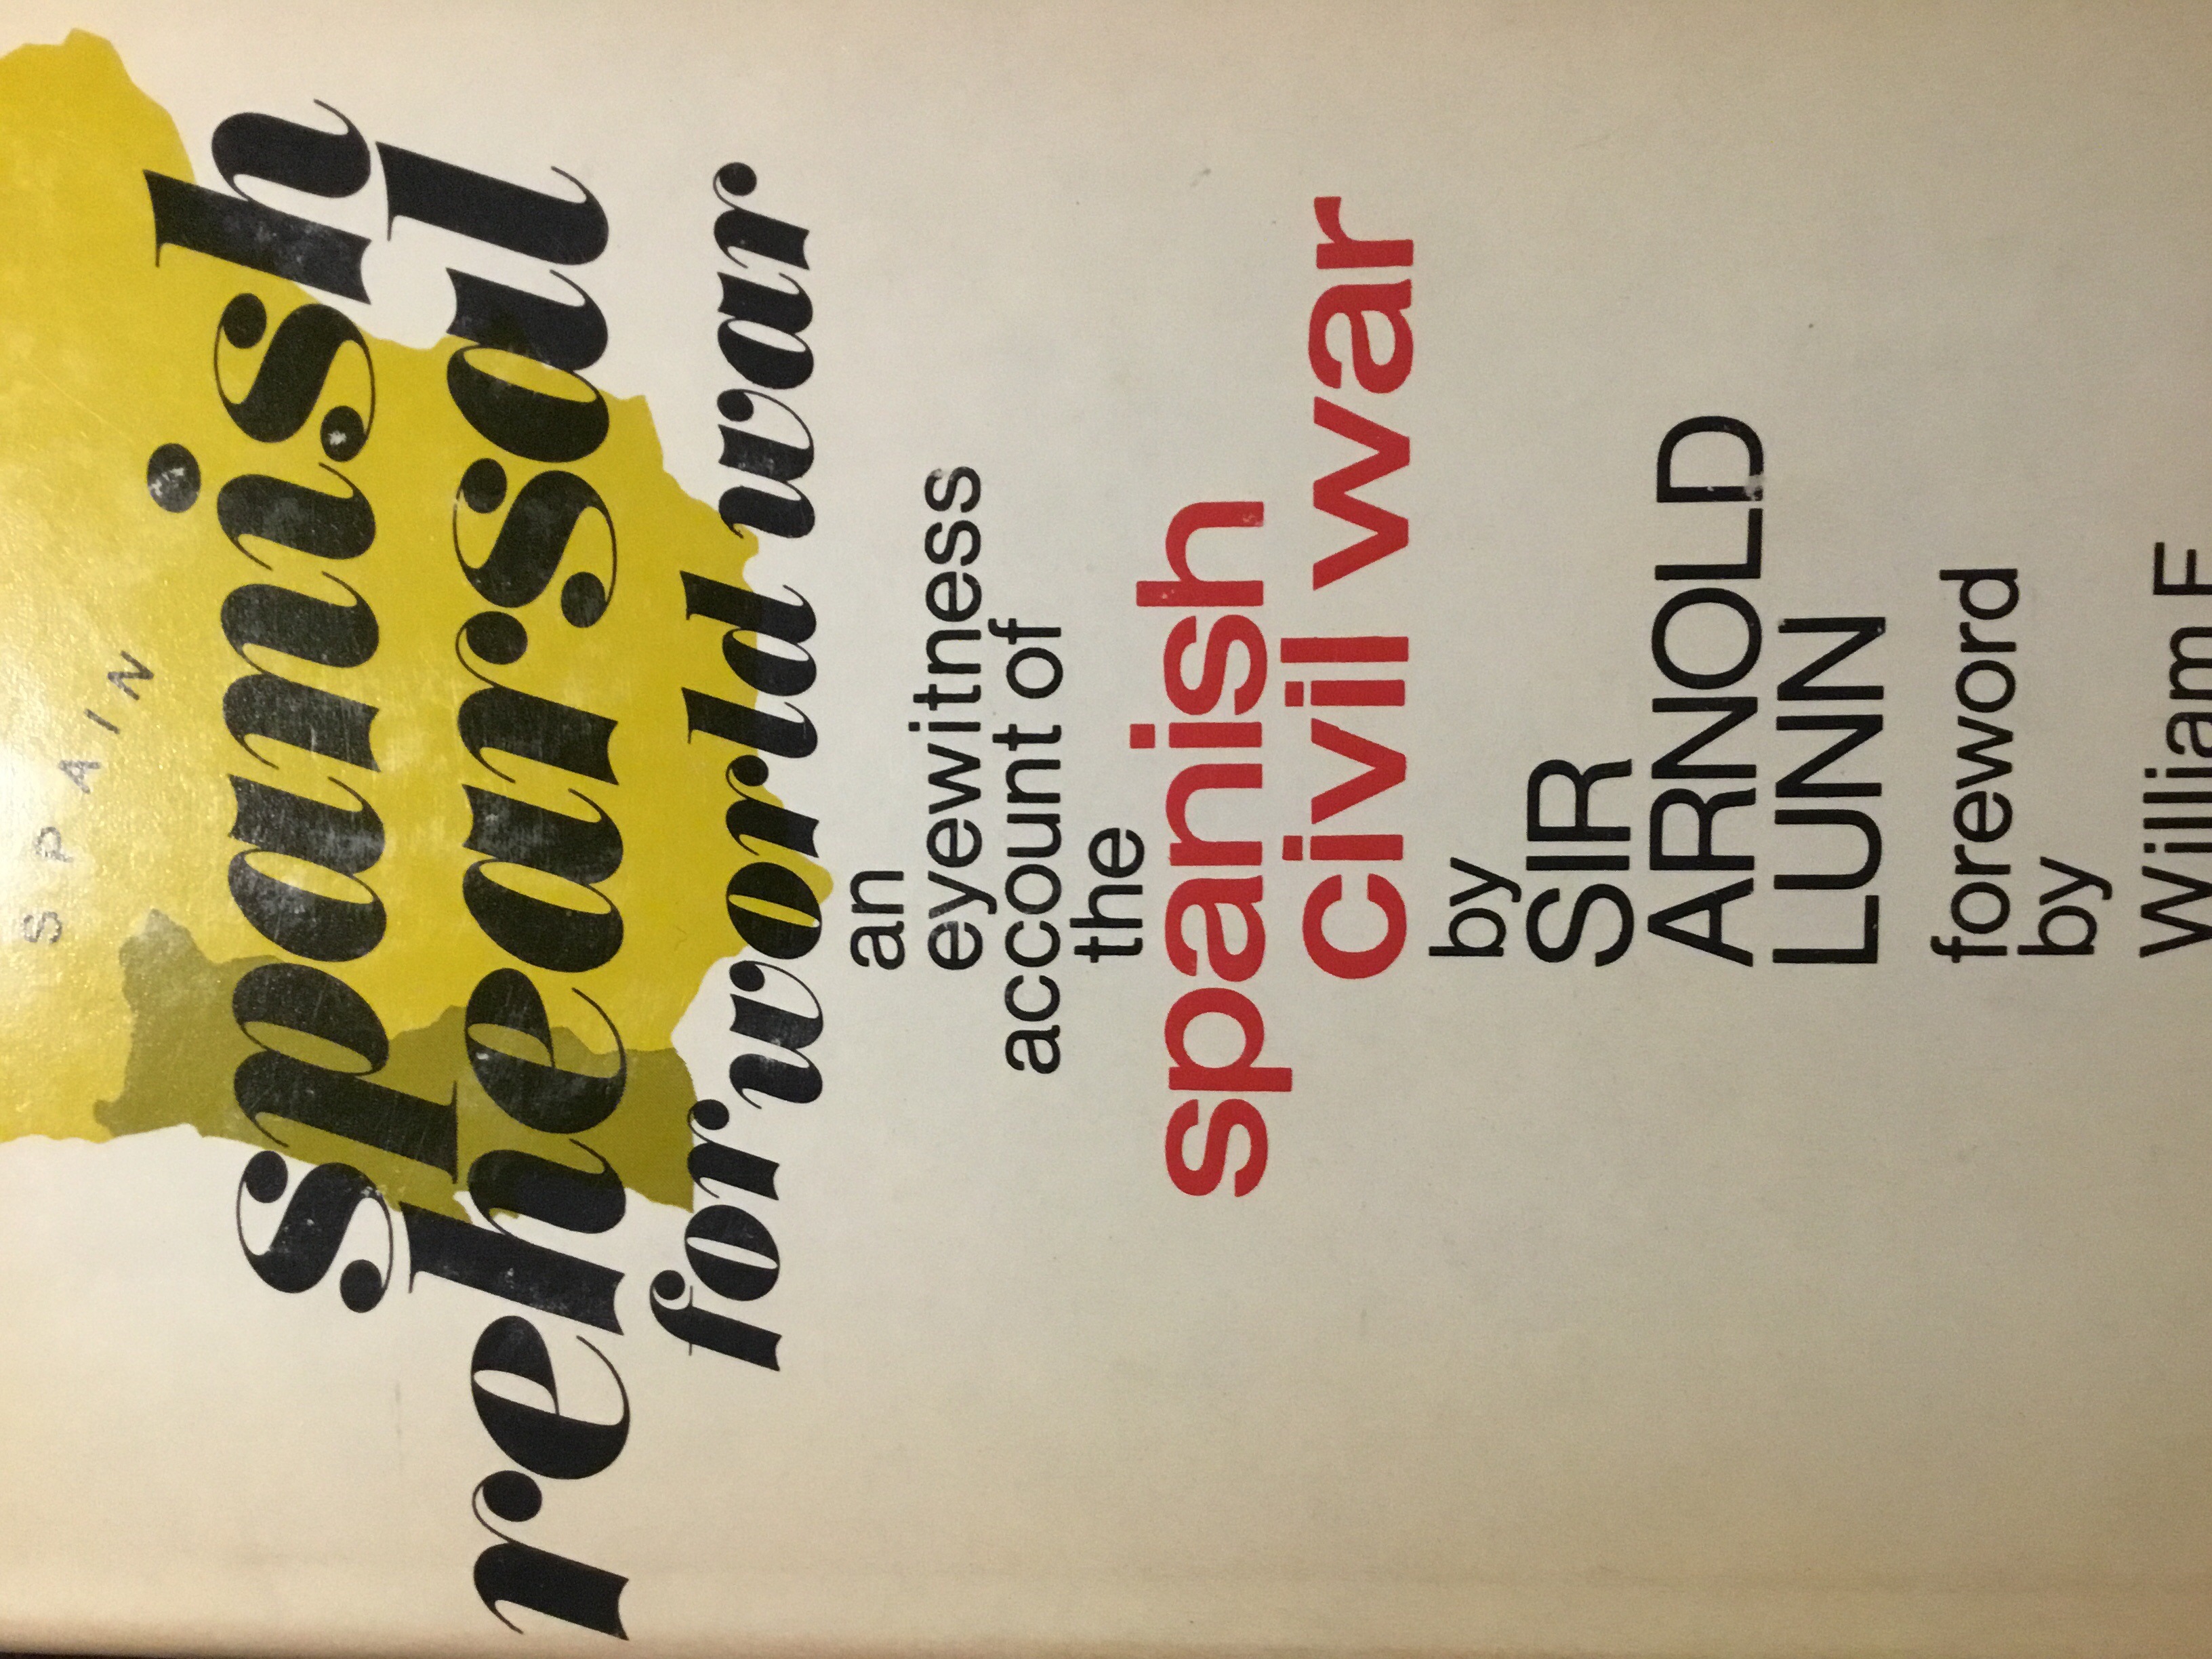 SPAIN
spanish
rehearsal
for world war
an
eyewitness
account of
the
spanish
civil war
by
SIR
ARNOLD
LUNN
foreword
by
William F